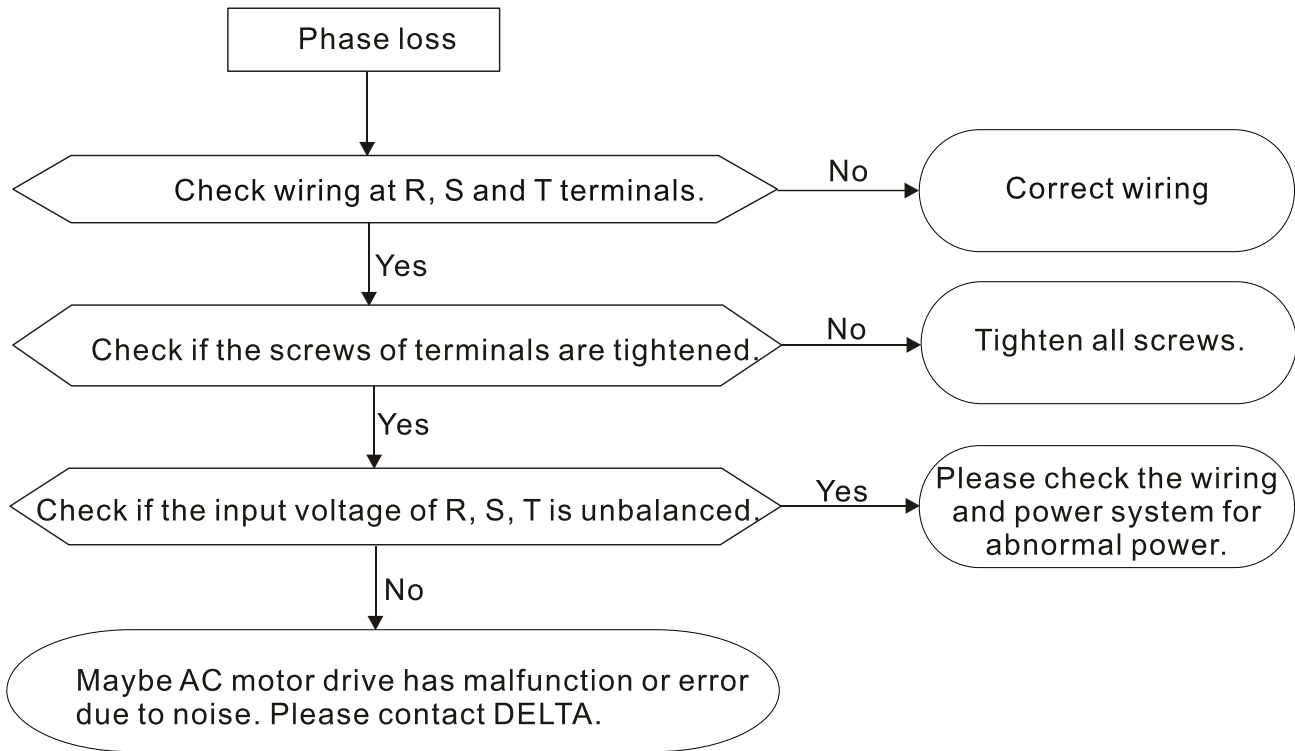 Phase loss
Check wiring at R, S and T terminals.
No
Correct wiring
Yes
Check if the screws of terminals are tightened.
No
Tighten all screws.
Yes
Check if the input voltage of R, S, T is unbalanced.
Yes
Please check the wiring
and power system for
abnormal power.
No
Maybe AC motor drive has malfunction or error
due to noise. Please contact DELTA.